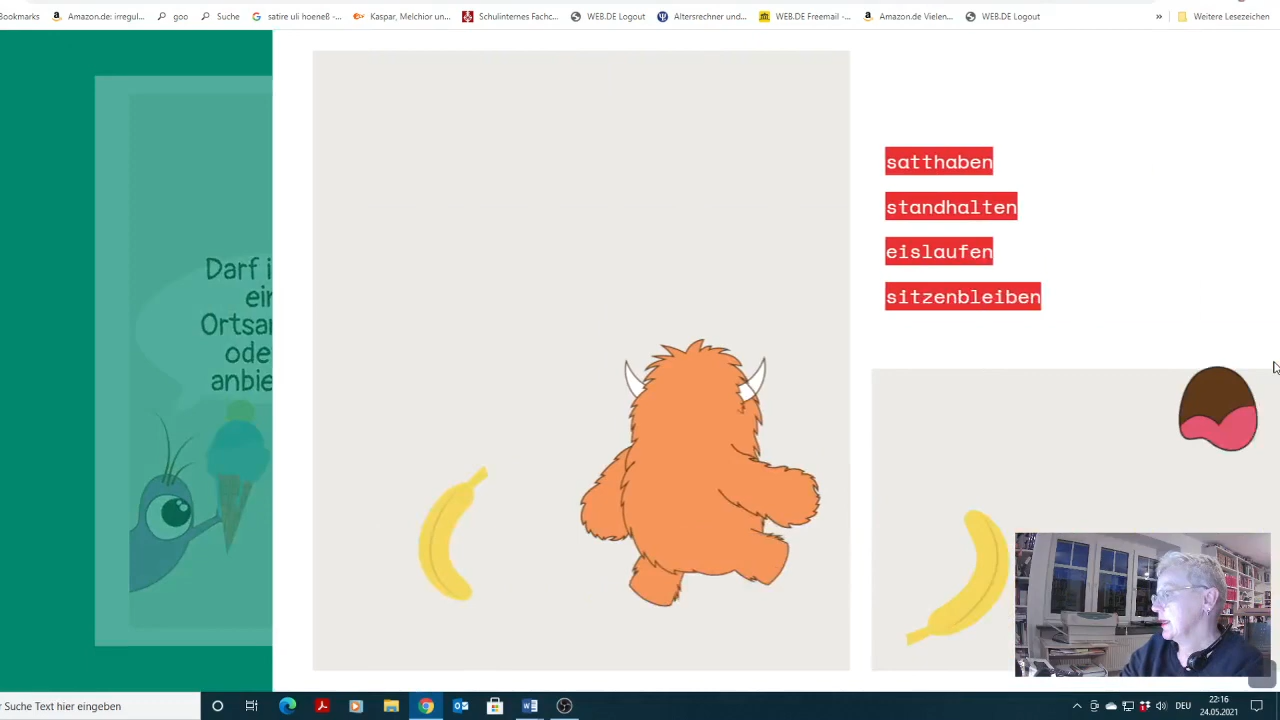 Bookmarks Amazon.de: irregul... goo Suche satire uli hoeneß -... Kaspar, Melchior un... Schulinternes Fachc... WEB.DE Logout Altersrechner und... WEB.DE Freemail -... Amazon.de Vielen... WEB.DE Logout » Weitere Lesezeichen
satthaben
standhalten
eislaufen
sitzenbleiben
Darf i
ein
Ortsan
ode
anbie
r Suche Text hier eingeben
DEU
22:16
24.05.2021